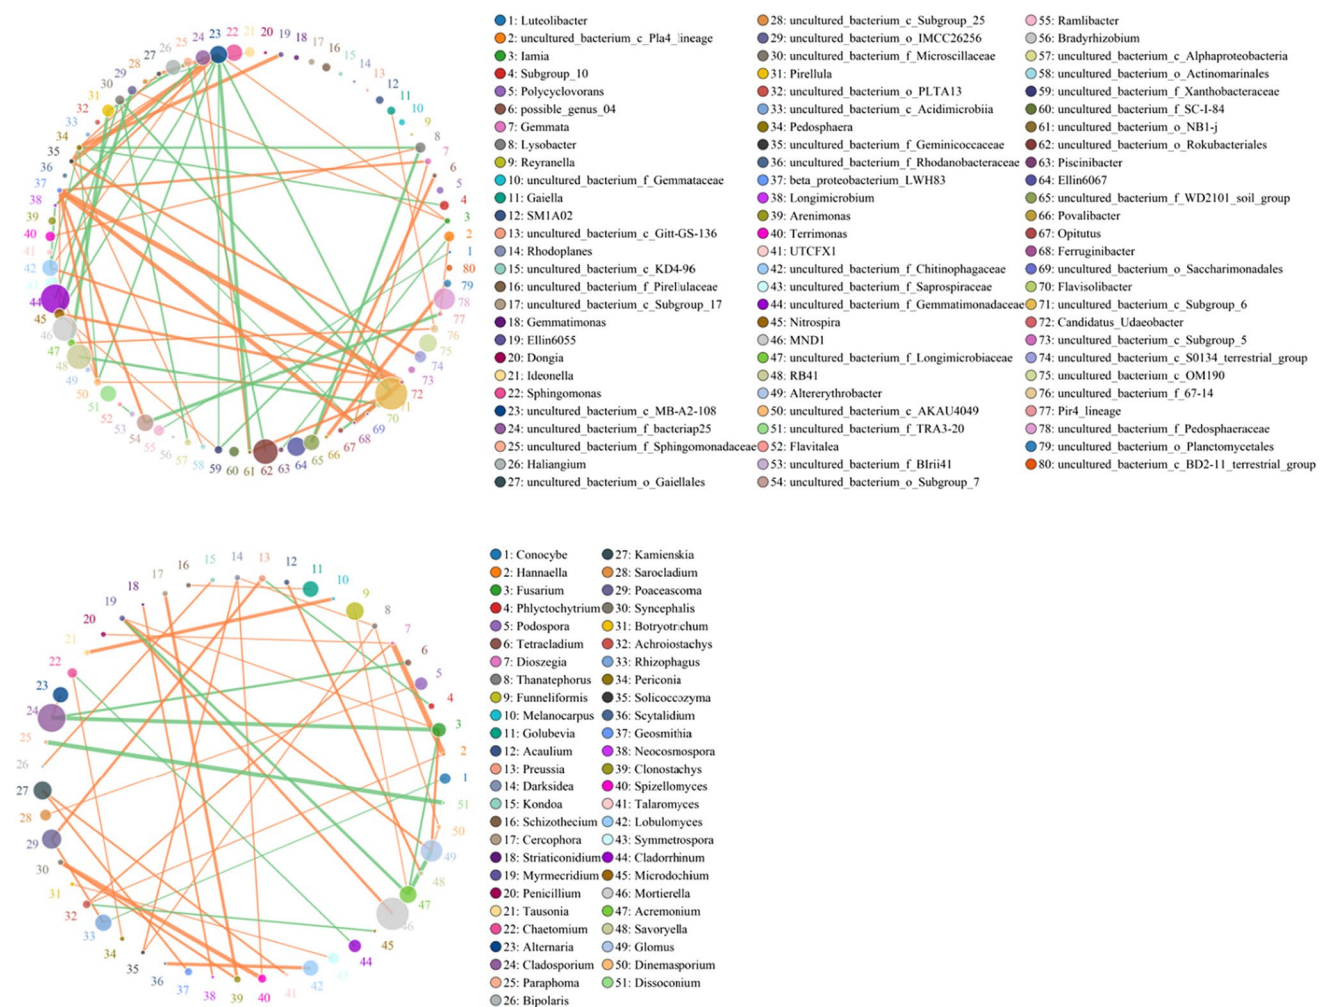 1: Luteolibacter
2: uncultured_bacterium_c_Pla4_lineage
3: Iamia
4: Subgroup_10
5: Polycyclovorans
6: possible_genus_04
7: Gemmata
8: Lysobacter
9: Reyranella
10: uncultured_bacterium_f_Gemmataceae
11: Gaiella
12: SM1A02
13: uncultured_bacterium_c_Gitt-GS-136
14: Rhodoplanes
15: uncultured_bacterium_c_KD4-96
16: uncultured_bacterium_f_Pirellulaceae
17: uncultured_bacterium_c_Subgroup_17
18: Gemmatimonas
19: Ellin6055
20: Dongia
21: Ideonella
22: Sphingomonas
23: uncultured_bacterium_c_MB-A2-108
24: uncultured_bacterium_f_bacteriap25
25: uncultured_bacterium_f_Sphingomonadaceae
26: Haliangium
27: uncultured_bacterium_o_Gaiellales
28: uncultured_bacterium_c_Subgroup_25
29: uncultured_bacterium_o_IMCC26256
30: uncultured_bacterium_f_Microscillaceae
31: Pirellula
32: uncultured_bacterium_o_PLTA13
33: uncultured_bacterium_c_Acidimicrobiia
34: Pedosphaera
35: uncultured_bacterium_f_Geminicoccaceae
36: uncultured_bacterium_f_Rhodanobacteraceae
37: beta_proteobacterium_LWH83
38: Longimicrobium
39: Arenimonas
40: Terrimonas
41: UTCFX1
42: uncultured_bacterium_f_Chitinophagaceae
43: uncultured_bacterium_f_Saprospiraceae
44: uncultured_bacterium_f_Gemmatimonadaceae
45: Nitrospira
46: MND1
47: uncultured_bacterium_f_Longimicrobiaceae
48: RB41
49: Altererythrobacter
50: uncultured_bacterium_c_AKAU4049
51: uncultured_bacterium_f_TRA3-20
52: Flavitalea
53: uncultured_bacterium_f_BIrii41
54: uncultured_bacterium_o_Subgroup_7
55: Ramlibacter
56: Bradyrhizobium
57: uncultured_bacterium_c_Alphaproteobacteria
58: uncultured_bacterium_o_Actinomarinales
59: uncultured_bacterium_f_Xanthobacteraceae
60: uncultured_bacterium_f_SC-I-84
61: uncultured_bacterium_o_NB1-j
62: uncultured_bacterium_o_Rokubacteriales
63: Piscinibacter
64: Ellin6067
65: uncultured_bacterium_f_WD2101_soil_group
66: Povalibacter
67: Opitutus
68: Ferruginibacter
69: uncultured_bacterium_o_Saccharimonadales
70: Flavisolibacter
71: uncultured_bacterium_c_Subgroup_6
72: Candidatus_Udaeobacter
73: uncultured_bacterium_c_Subgroup_5
74: uncultured_bacterium_c_S0134_terrestrial_group
75: uncultured_bacterium_c_OM190
76: uncultured_bacterium_f_67-14
77: Pir4_lineage
78: uncultured_bacterium_f_Pedosphaeraceae
79: uncultured_bacterium_o_Planctomycetales
80: uncultured_bacterium_c_BD2-11_terrestrial_group
1: Conocybe
2: Hannaella
3: Fusarium
4: Phlyctochytrium
5: Podospora
6: Tetracladium
7: Dioszegia
8: Thanatephorus
9: Funneliformis
10: Melanocarpus
11: Golubevia
12: Acaulium
13: Preussia
14: Darksidea
15: Kondoa
16: Schizothecium
17: Cercophora
18: Striaticonidium
19: Myrmecridium
20: Penicillium
21: Tausonia
22: Chaetomium
23: Alternaria
24: Cladosporium
25: Paraphoma
26: Bipolaris
27: Kamienskia
28: Sarocladium
29: Poaceascoma
30: Syncephalis
31: Botryotrichum
32: Achroiostachys
33: Rhizophagus
34: Periconia
35: Solicoccozyma
36: Scytalidium
37: Geosmithia
38: Neocosmospora
39: Clonostachys
40: Spizellomyces
41: Talaromyces
42: Lobulomyces
43: Symmetrospora
44: Cladorrhinum
45: Microdochium
46: Mortierella
47: Acremonium
48: Savoryella
49: Glomus
50: Dinemasporium
51: Dissoconium